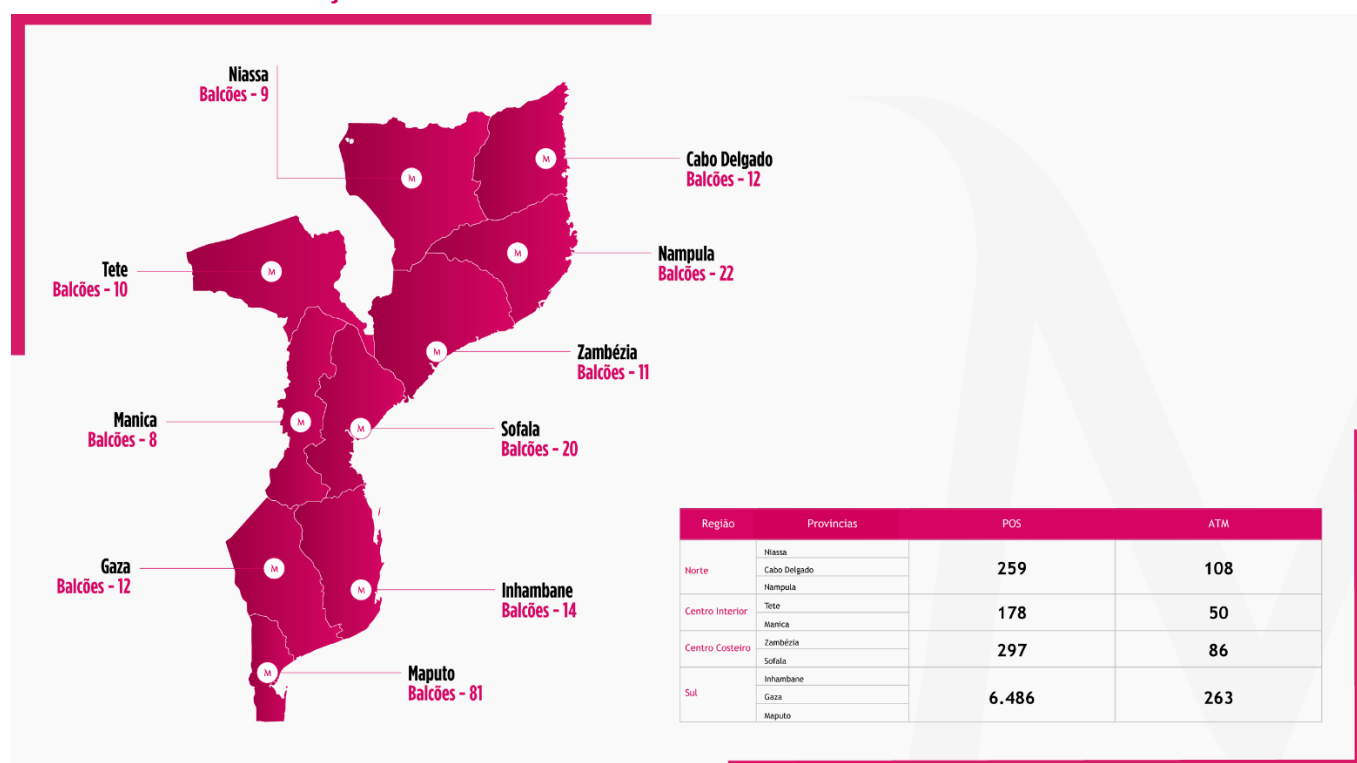 Niassa
Balcões - 9
Cabo Delgado
Balcões - 12
Nampula
Balcões - 22
Tete
Balcões - 10
Zambézia
Balcões - 11
Manica
Balcões - 8
Sofala
Balcões - 20
Gaza
Balcões - 12
Inhambane
Balcões - 14
Maputo
Balcões - 81
M
M
M
M
M
M
M
M
M
M
Região Provincias POS ATM
Norte Niassa 259 108
Cabo Delgado
Nampula
Centro Interior Tete 178 50
Manica
Centro Costeiro Zambézia 297 86
Sofala
Sul Inhambane 6.486 263
Gaza
Maputo